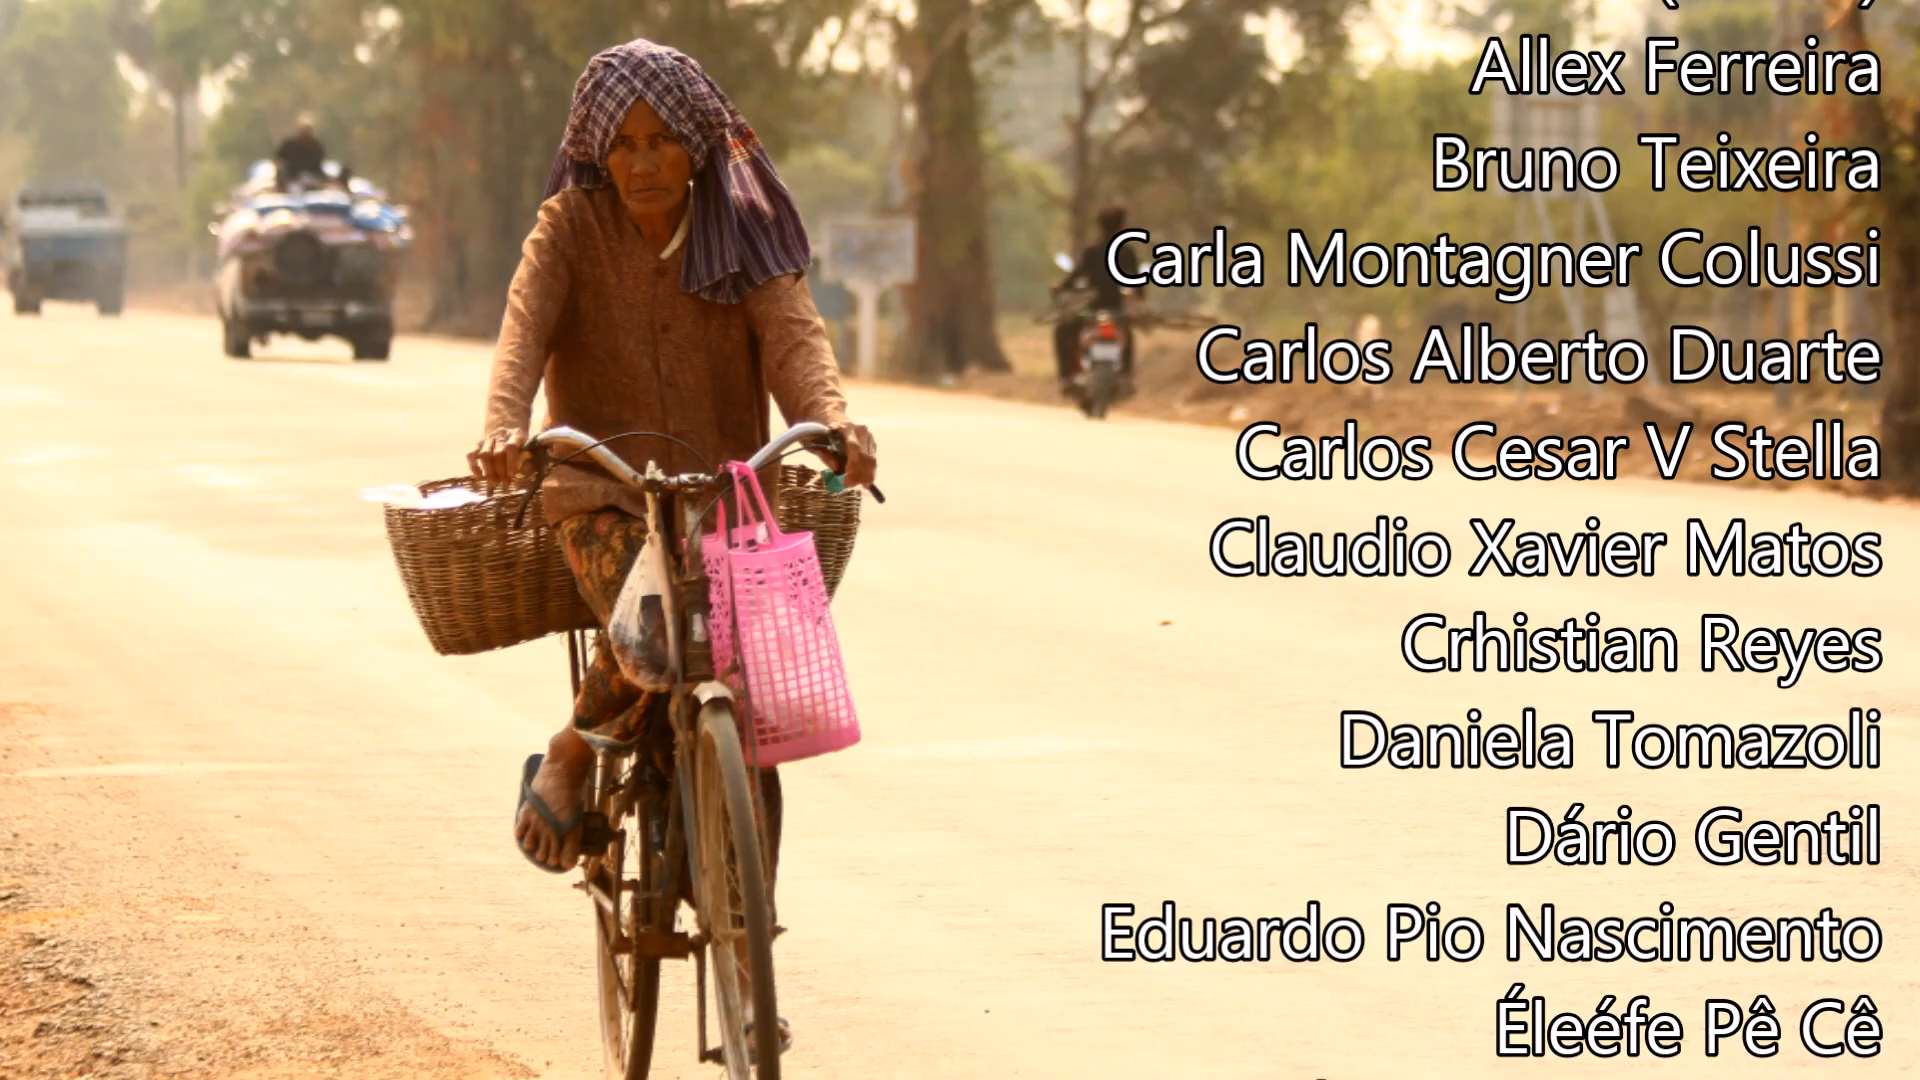 Allex Ferreira
Bruno Teixeira
Carla Montagner Colussi
Carlos Alberto Duarte
Carlos Cesar V Stella
Claudio Xavier Matos
Crhistian Reyes
Daniela Tomazoli
Dário Gentil
Eduardo Pio Nascimento
Éleéfe Pê Cê